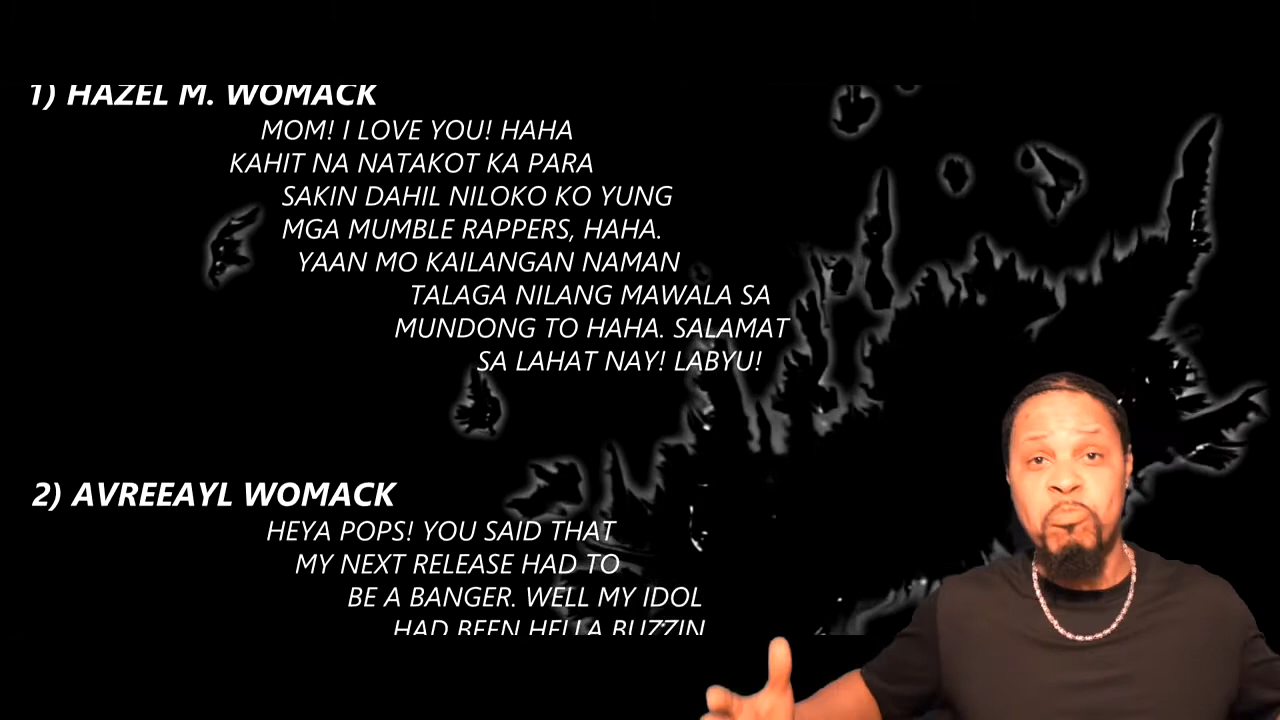 1) HAZEL M. WOMACK
MOM! I LOVE YOU! HAHA
KAHIT NA NATAKOT KA PARA
SAKIN DAHIL NILOKO KO YUNG
MGA MUMBLE RAPPERS, HAHA.
YAAN MO KAILANGAN NAMAN
TALAGA NILANG MAWALA SA
MUNDONG TO HAHA. SALAMAT
SA LAHAT NAY! LABYU!
2) AVREEAYL WOMACK
HEYA POPS! YOU SAID THAT
MY NEXT RELEASE HAD TO
BE A BANGER. WELL MY IDOL
HAD BEEN HELLA BUZZIN